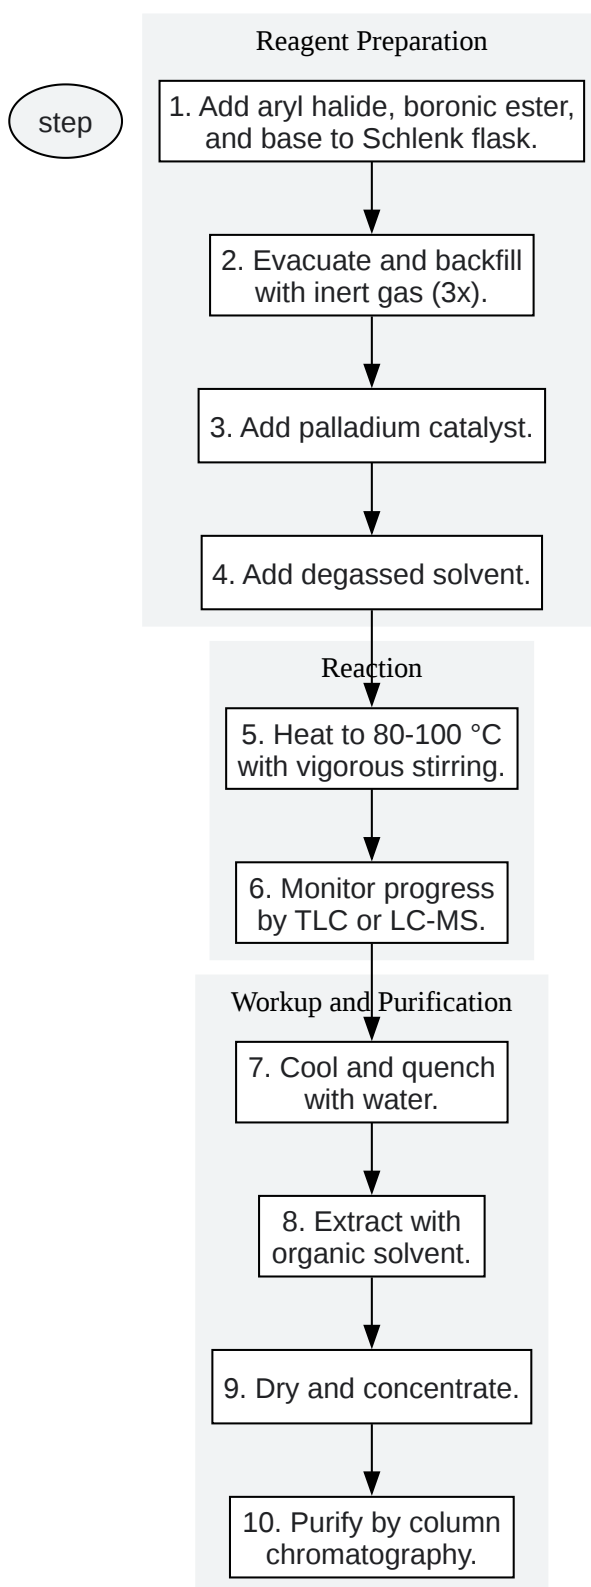 Reagent Preparation
step
1. Add aryl halide, boronic ester,
and base to Schlenk flask.
2. Evacuate and backfill
with inert gas (3x).
3. Add palladium catalyst.
4. Add degassed solvent.
Reaction
5. Heat to 80-100 °C
with vigorous stirring.
6. Monitor progress
by TLC or LC-MS.
Workup and Purification
7. Cool and quench
with water.
8. Extract with
organic solvent.
9. Dry and concentrate.
10. Purify by column
chromatography.